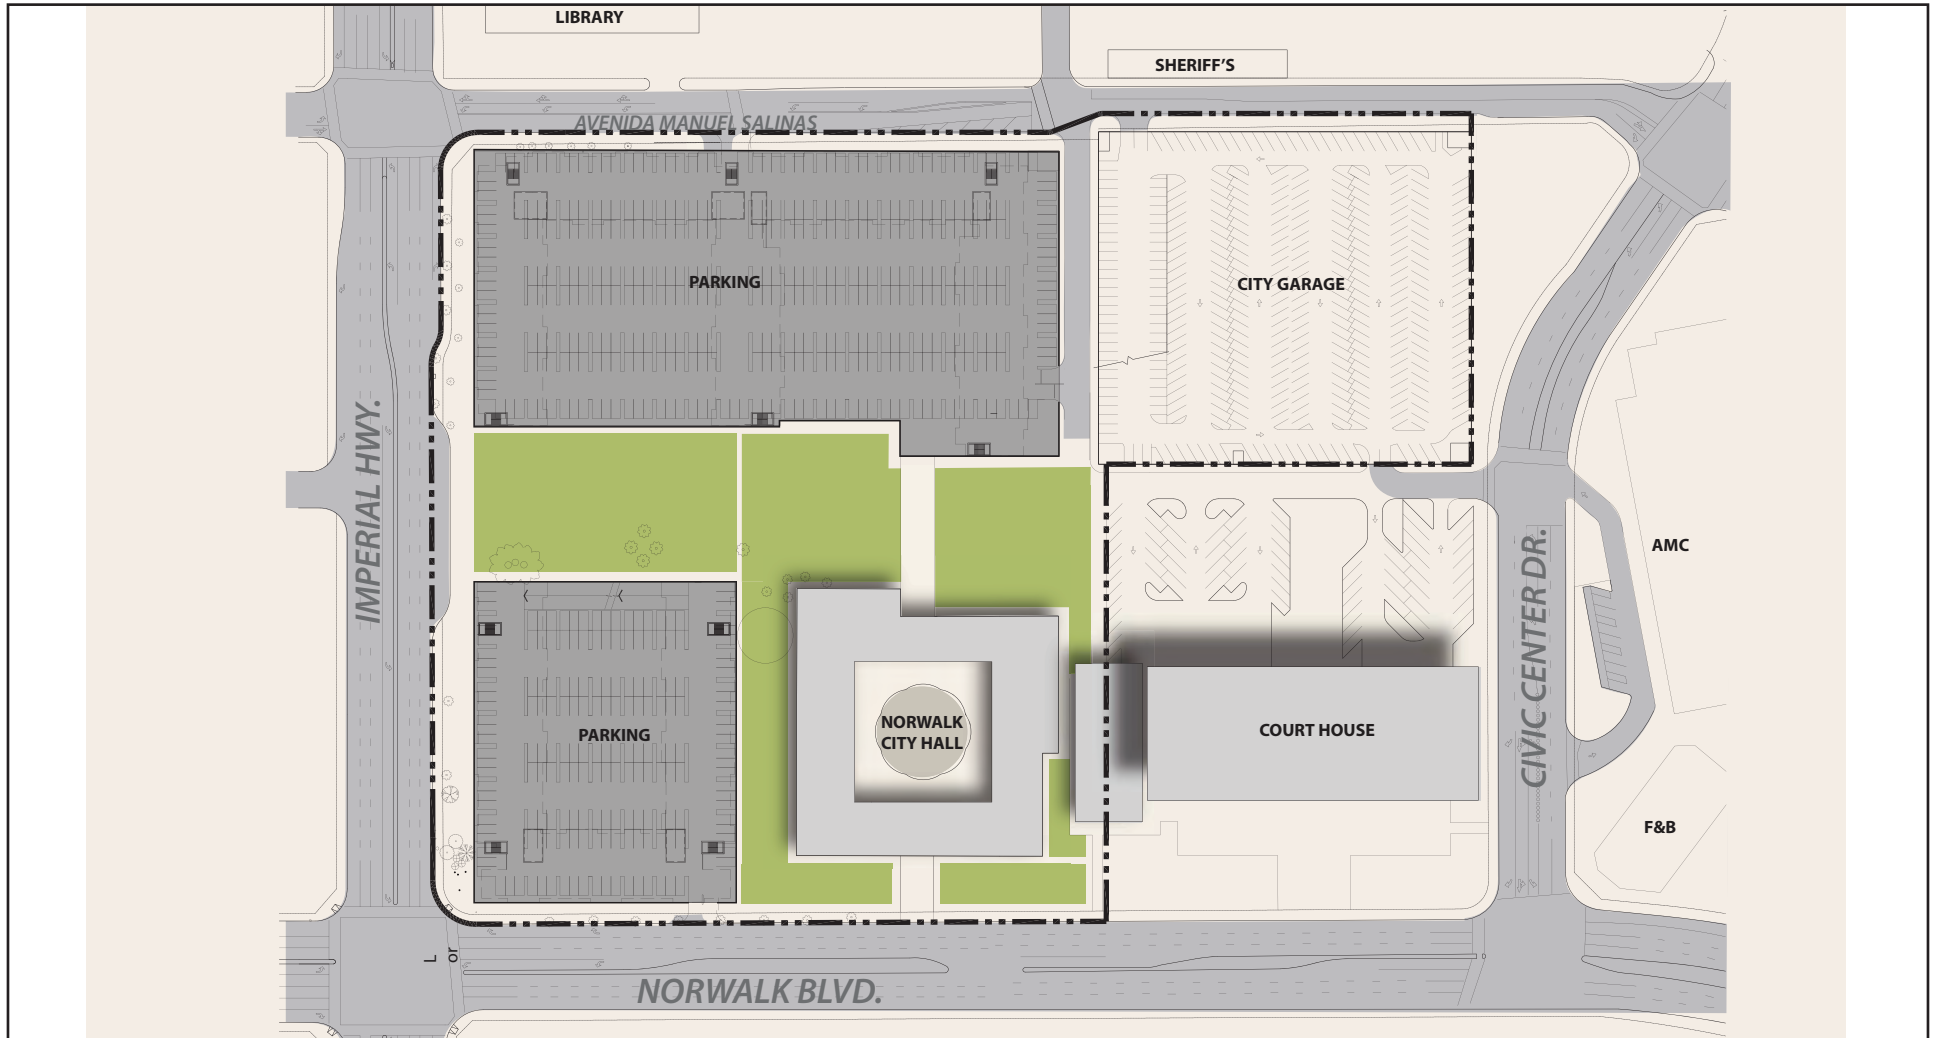 LIBRARY
SHERIFF'S
AVENIDA MANUEL SALINAS
PARKING
CITY GARAGE
IMPERIAL HWY.
AMC
CIVIC CENTER DR.
NORWALK
CITY HALL
PARKING
COURT HOUSE
F&B
L
or
NORWALK BLVD.